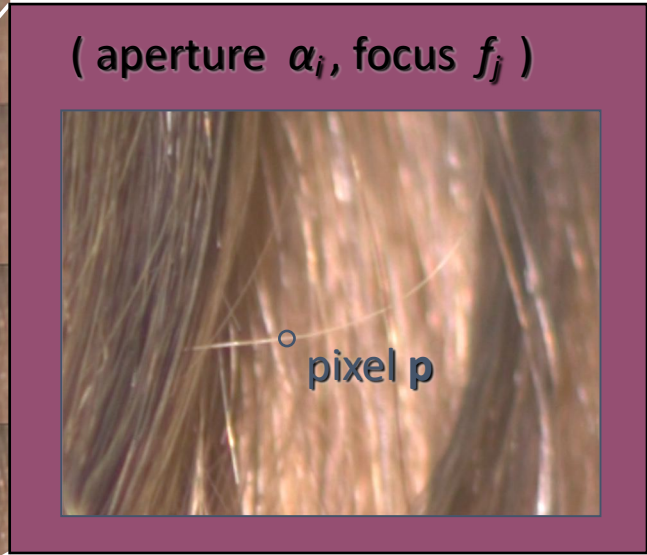 ( aperture αᵢ, focus fⱼ )
pixel p